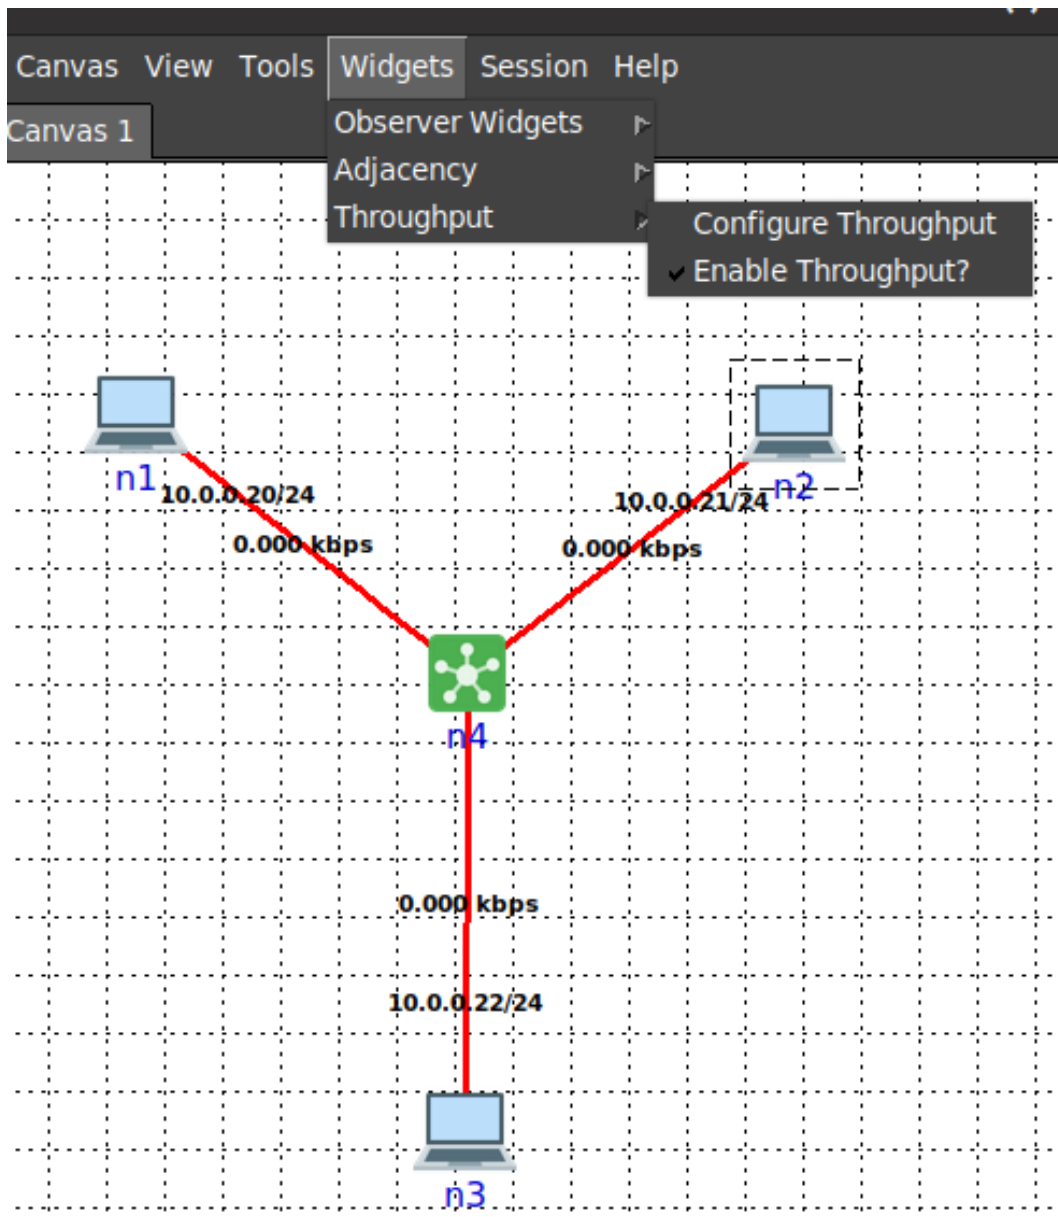 Canvas View Tools Widgets Session Help
Canvas 1
Observer Widgets
Adjacency
Throughput
Configure Throughput
Enable Throughput?
n1
n2
10.0.0.20/24
10.0.0.21/24
0.000 kbps
0.000 kbps
n4
0.000 kbps
10.0.0.22/24
n3